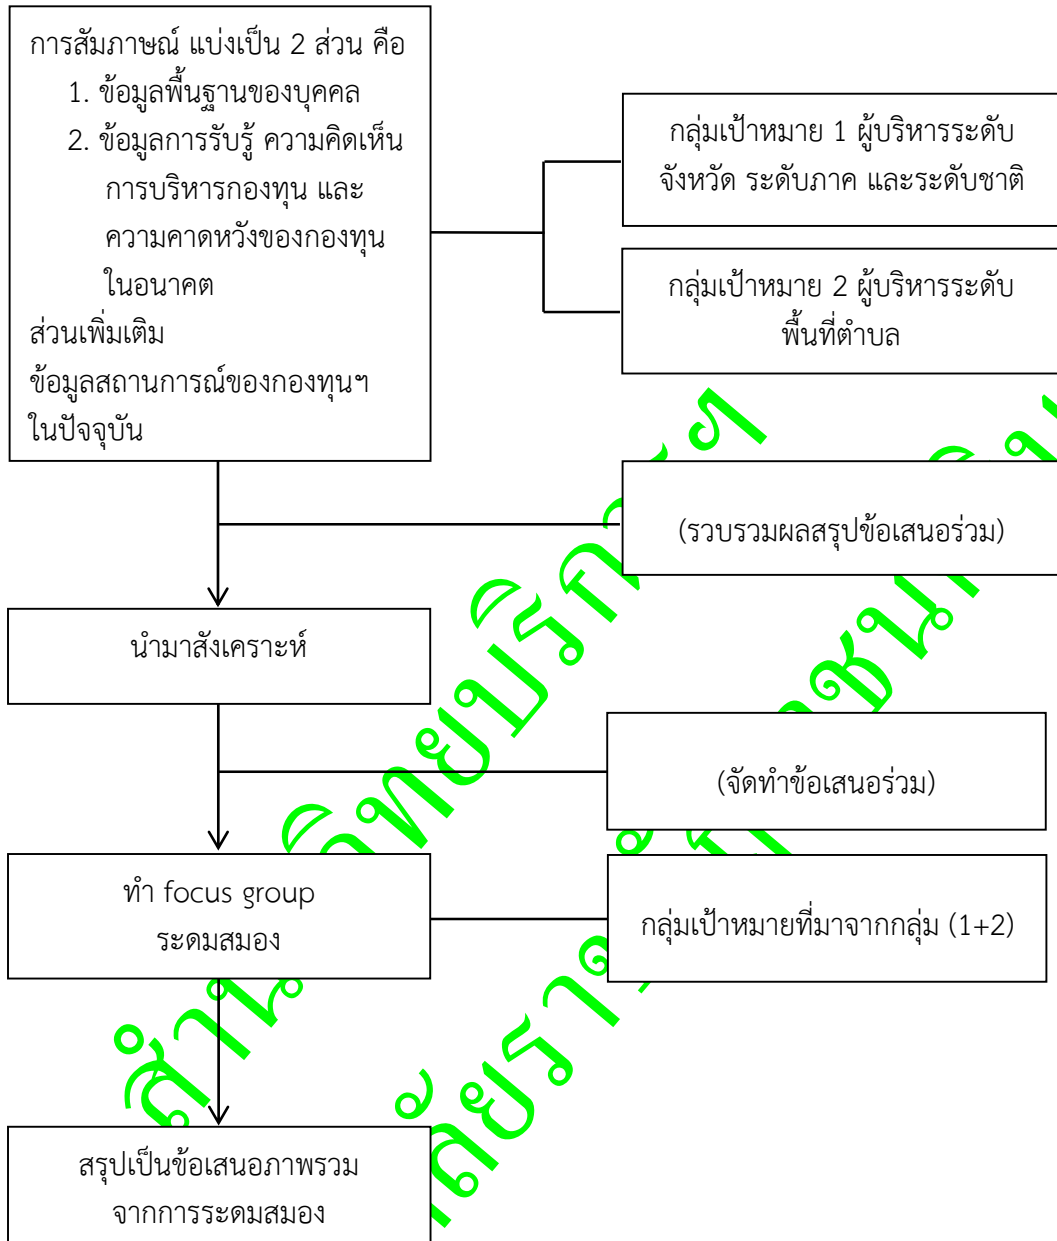 การสัมภาษณ์ แบ่งเป็น 2 ส่วน คือ
1. ข้อมูลพื้นฐานของบุคคล
2. ข้อมูลการรับรู้ ความคิดเห็น
การบริหารกองทุน และ
ความคาดหวังของกองทุน
ในอนาคต
ส่วนเพิ่มเติม
ข้อมูลสถานการณ์ของกองทุนฯ
ในปัจจุบัน
กลุ่มเป้าหมาย 1 ผู้บริหารระดับ
จังหวัด ระดับภาค และระดับชาติ
กลุ่มเป้าหมาย 2 ผู้บริหารระดับ
พื้นที่ตำบล
(รวบรวมผลสรุปข้อเสนอร่วม)
นำมาสังเคราะห์
(จัดทำข้อเสนอร่วม)
ทำ focus group
ระดมสมอง
กลุ่มเป้าหมายที่มาจากกลุ่ม (1+2)
สรุปเป็นข้อเสนอภาพรวม
จากการระดมสมอง